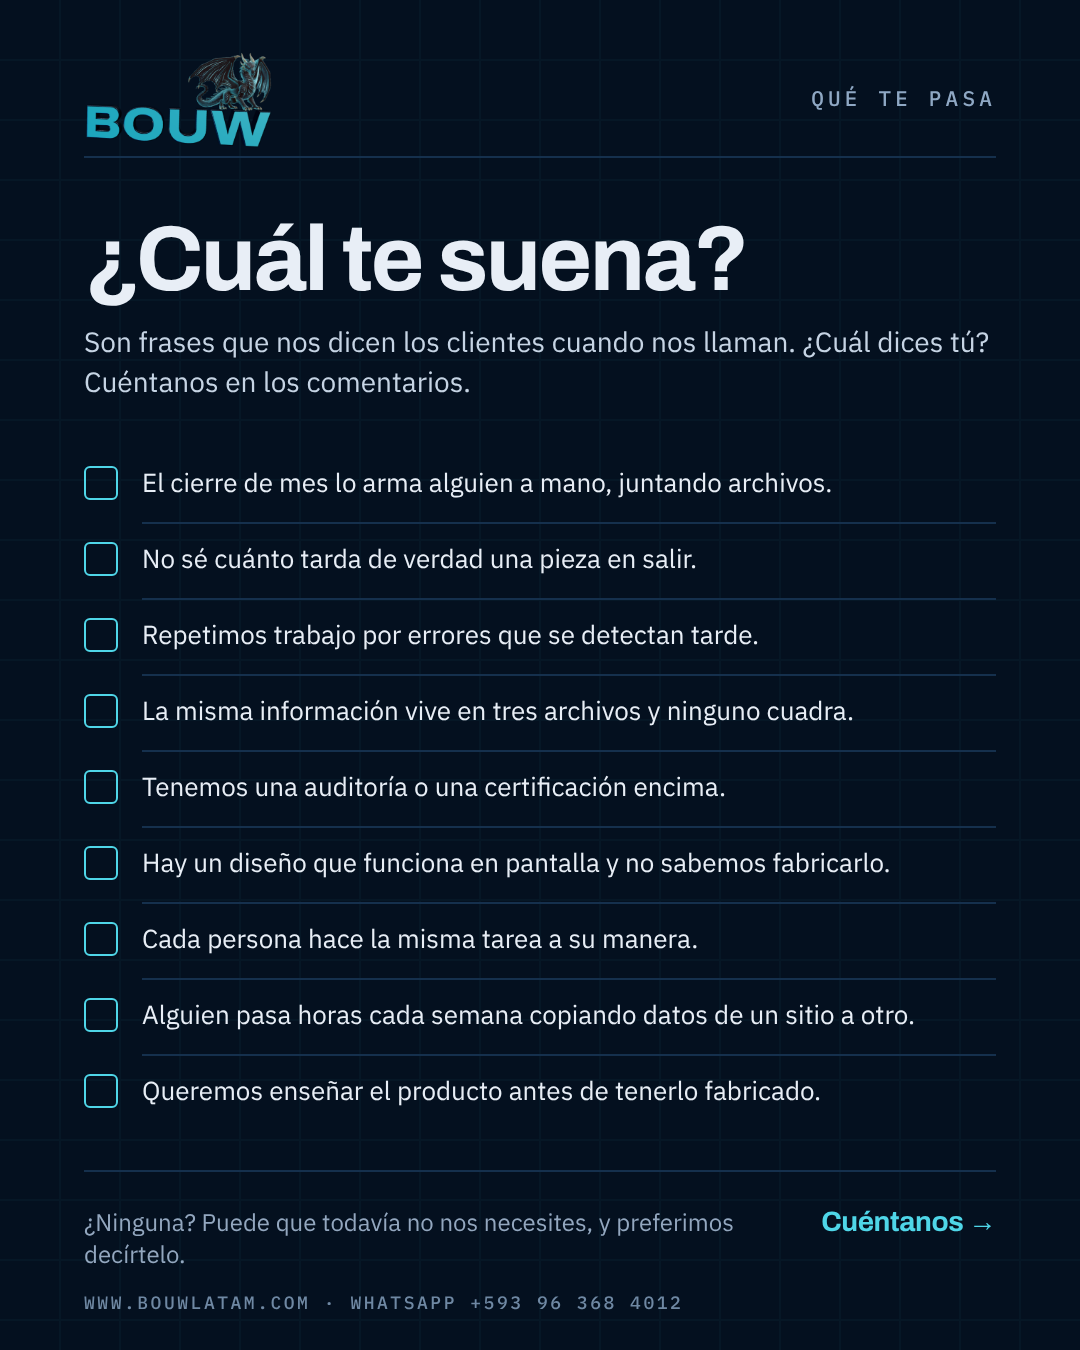 BOUW
QUÉ TE PASA
¿Cuál te suena?
Son frases que nos dicen los clientes cuando nos llaman. ¿Cuál dices tú?
Cuéntanos en los comentarios.
El cierre de mes lo arma alguien a mano, juntando archivos.
No sé cuánto tarda de verdad una pieza en salir.
Repetimos trabajo por errores que se detectan tarde.
La misma información vive en tres archivos y ninguno cuadra.
Tenemos una auditoría o una certificación encima.
Hay un diseño que funciona en pantalla y no sabemos fabricarlo.
Cada persona hace la misma tarea a su manera.
Alguien pasa horas cada semana copiando datos de un sitio a otro.
Queremos enseñar el producto antes de tenerlo fabricado.
¿Ninguna? Puede que todavía no nos necesites, y preferimos
decírtelo.
Cuéntanos →
WWW.BOUWLATAM.COM · WHATSAPP +593 96 368 4012